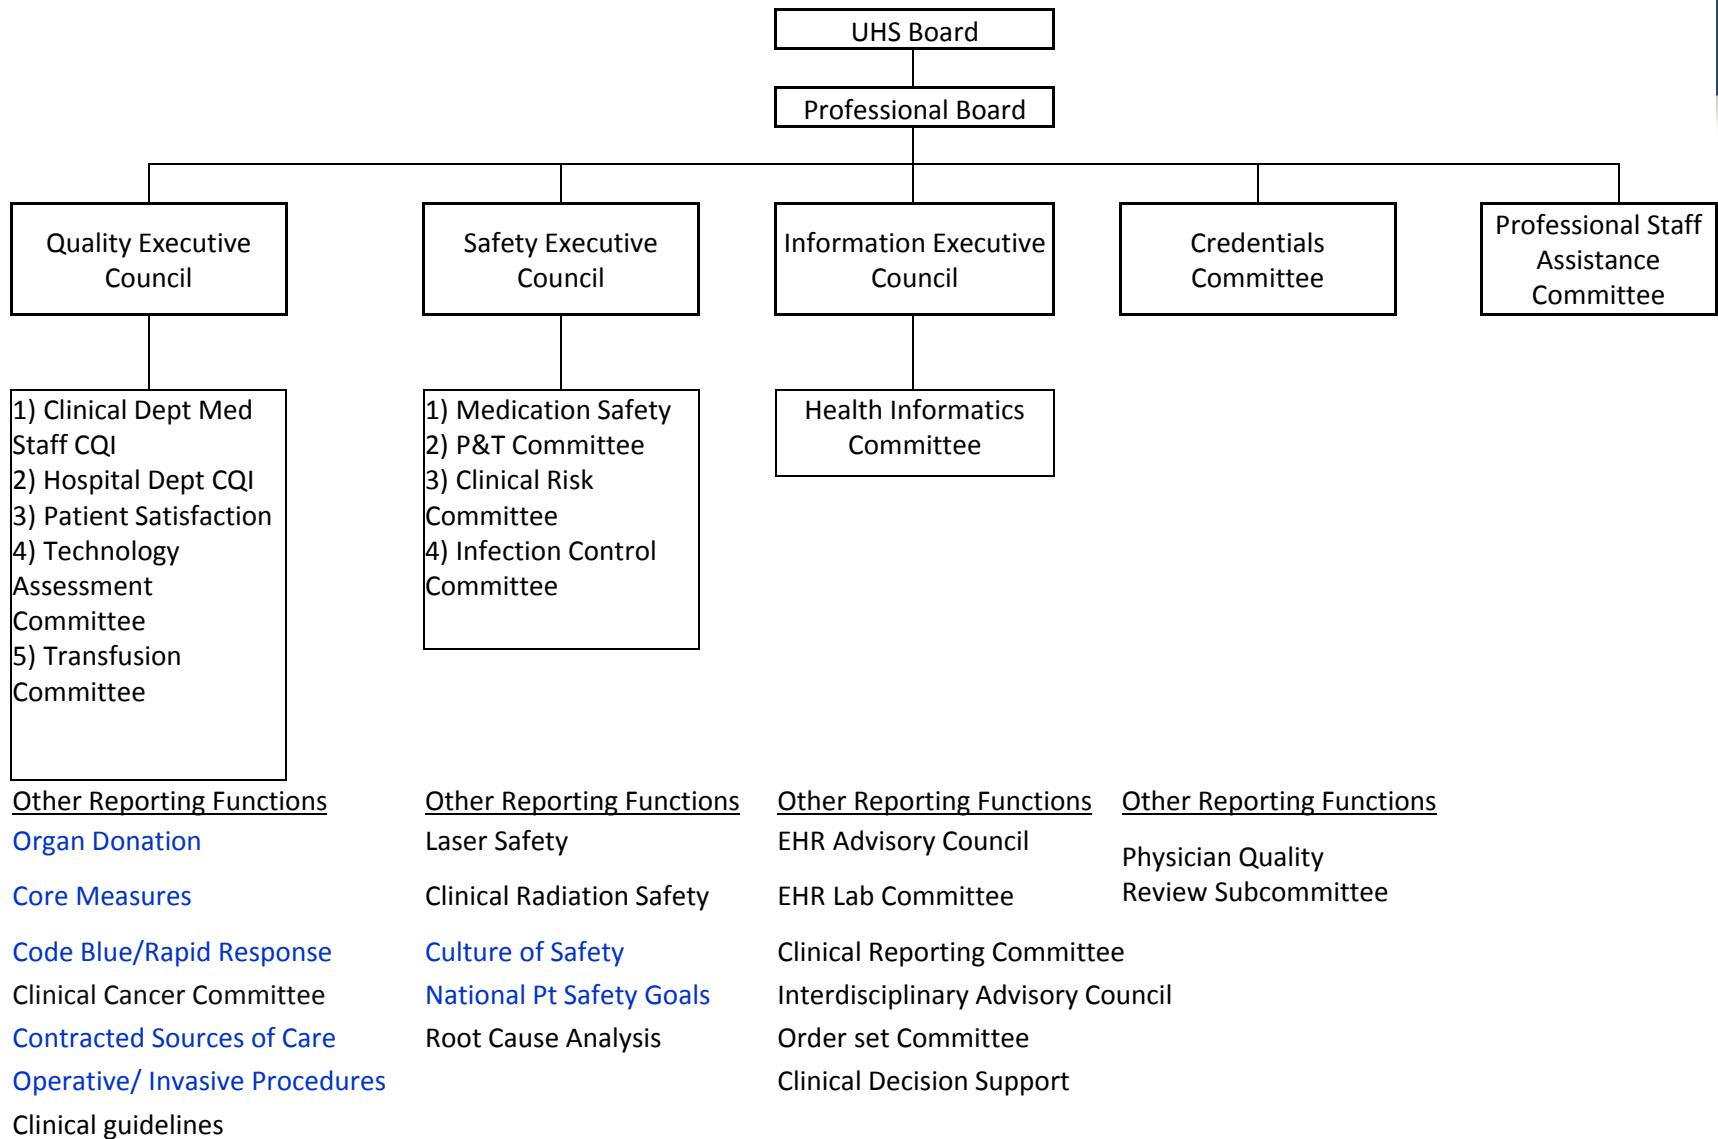 UHS Board
Professional Board
Quality Executive
Council
Safety Executive
Council
Information Executive
Council
Credentials
Committee
Professional Staff
Assistance
Committee
1) Clinical Dept Med
Staff CQI
2) Hospital Dept CQI
3) Patient Satisfaction
4) Technology
Assessment
Committee
5) Transfusion
Committee
1) Medication Safety
2) P&T Committee
3) Clinical Risk
Committee
4) Infection Control
Committee
Health Informatics
Committee
Other Reporting Functions
Organ Donation
Core Measures
Code Blue/Rapid Response
Clinical Cancer Committee
Contracted Sources of Care
Operative/ Invasive Procedures
Clinical guidelines
Other Reporting Functions
Laser Safety
Clinical Radiation Safety
Culture of Safety
National Pt Safety Goals
Root Cause Analysis
Other Reporting Functions
EHR Advisory Council
EHR Lab Committee
Clinical Reporting Committee
Interdisciplinary Advisory Council
Order set Committee
Clinical Decision Support
Other Reporting Functions
Physician Quality
Review Subcommittee